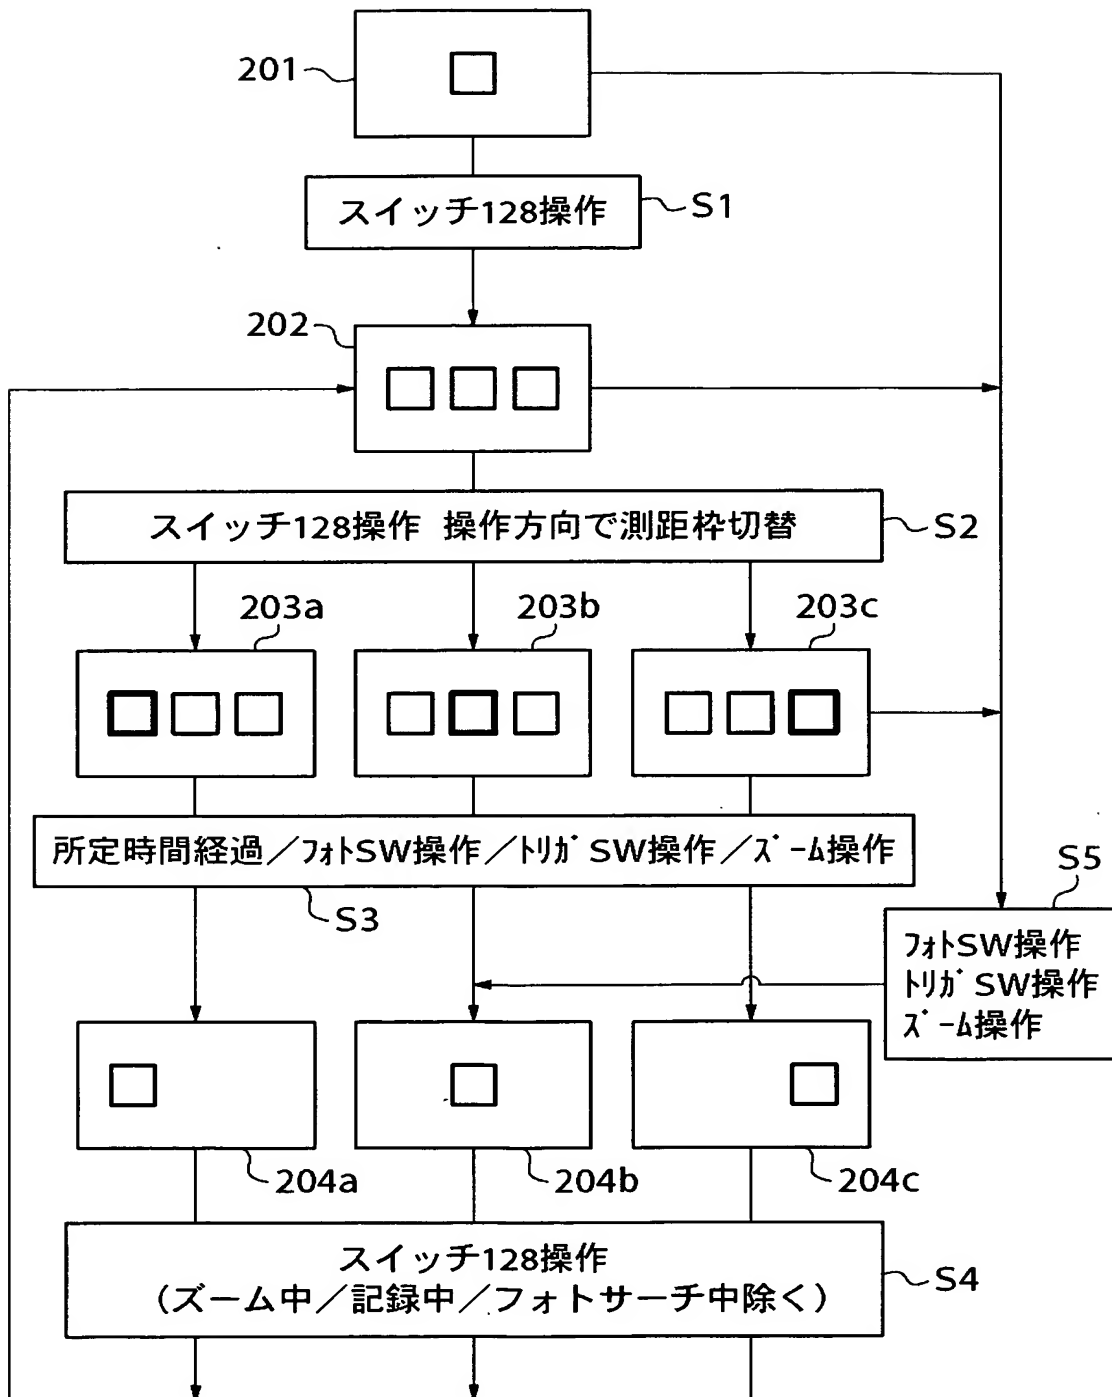 201
スイッチ128操作
S1
202
スイッチ128操作 操作方向で測距枠切替
S2
203a
203b
203c
所定時間経過／ﾌｫﾄSW操作／ﾄﾘｶﾞSW操作／ｽﾞｰﾑ操作
S3
S5
ﾌｫﾄSW操作
ﾄﾘｶﾞSW操作
ｽﾞｰﾑ操作
204a
204b
204c
スイッチ128操作
（ズーム中／記録中／フォトサーチ中除く）
S4